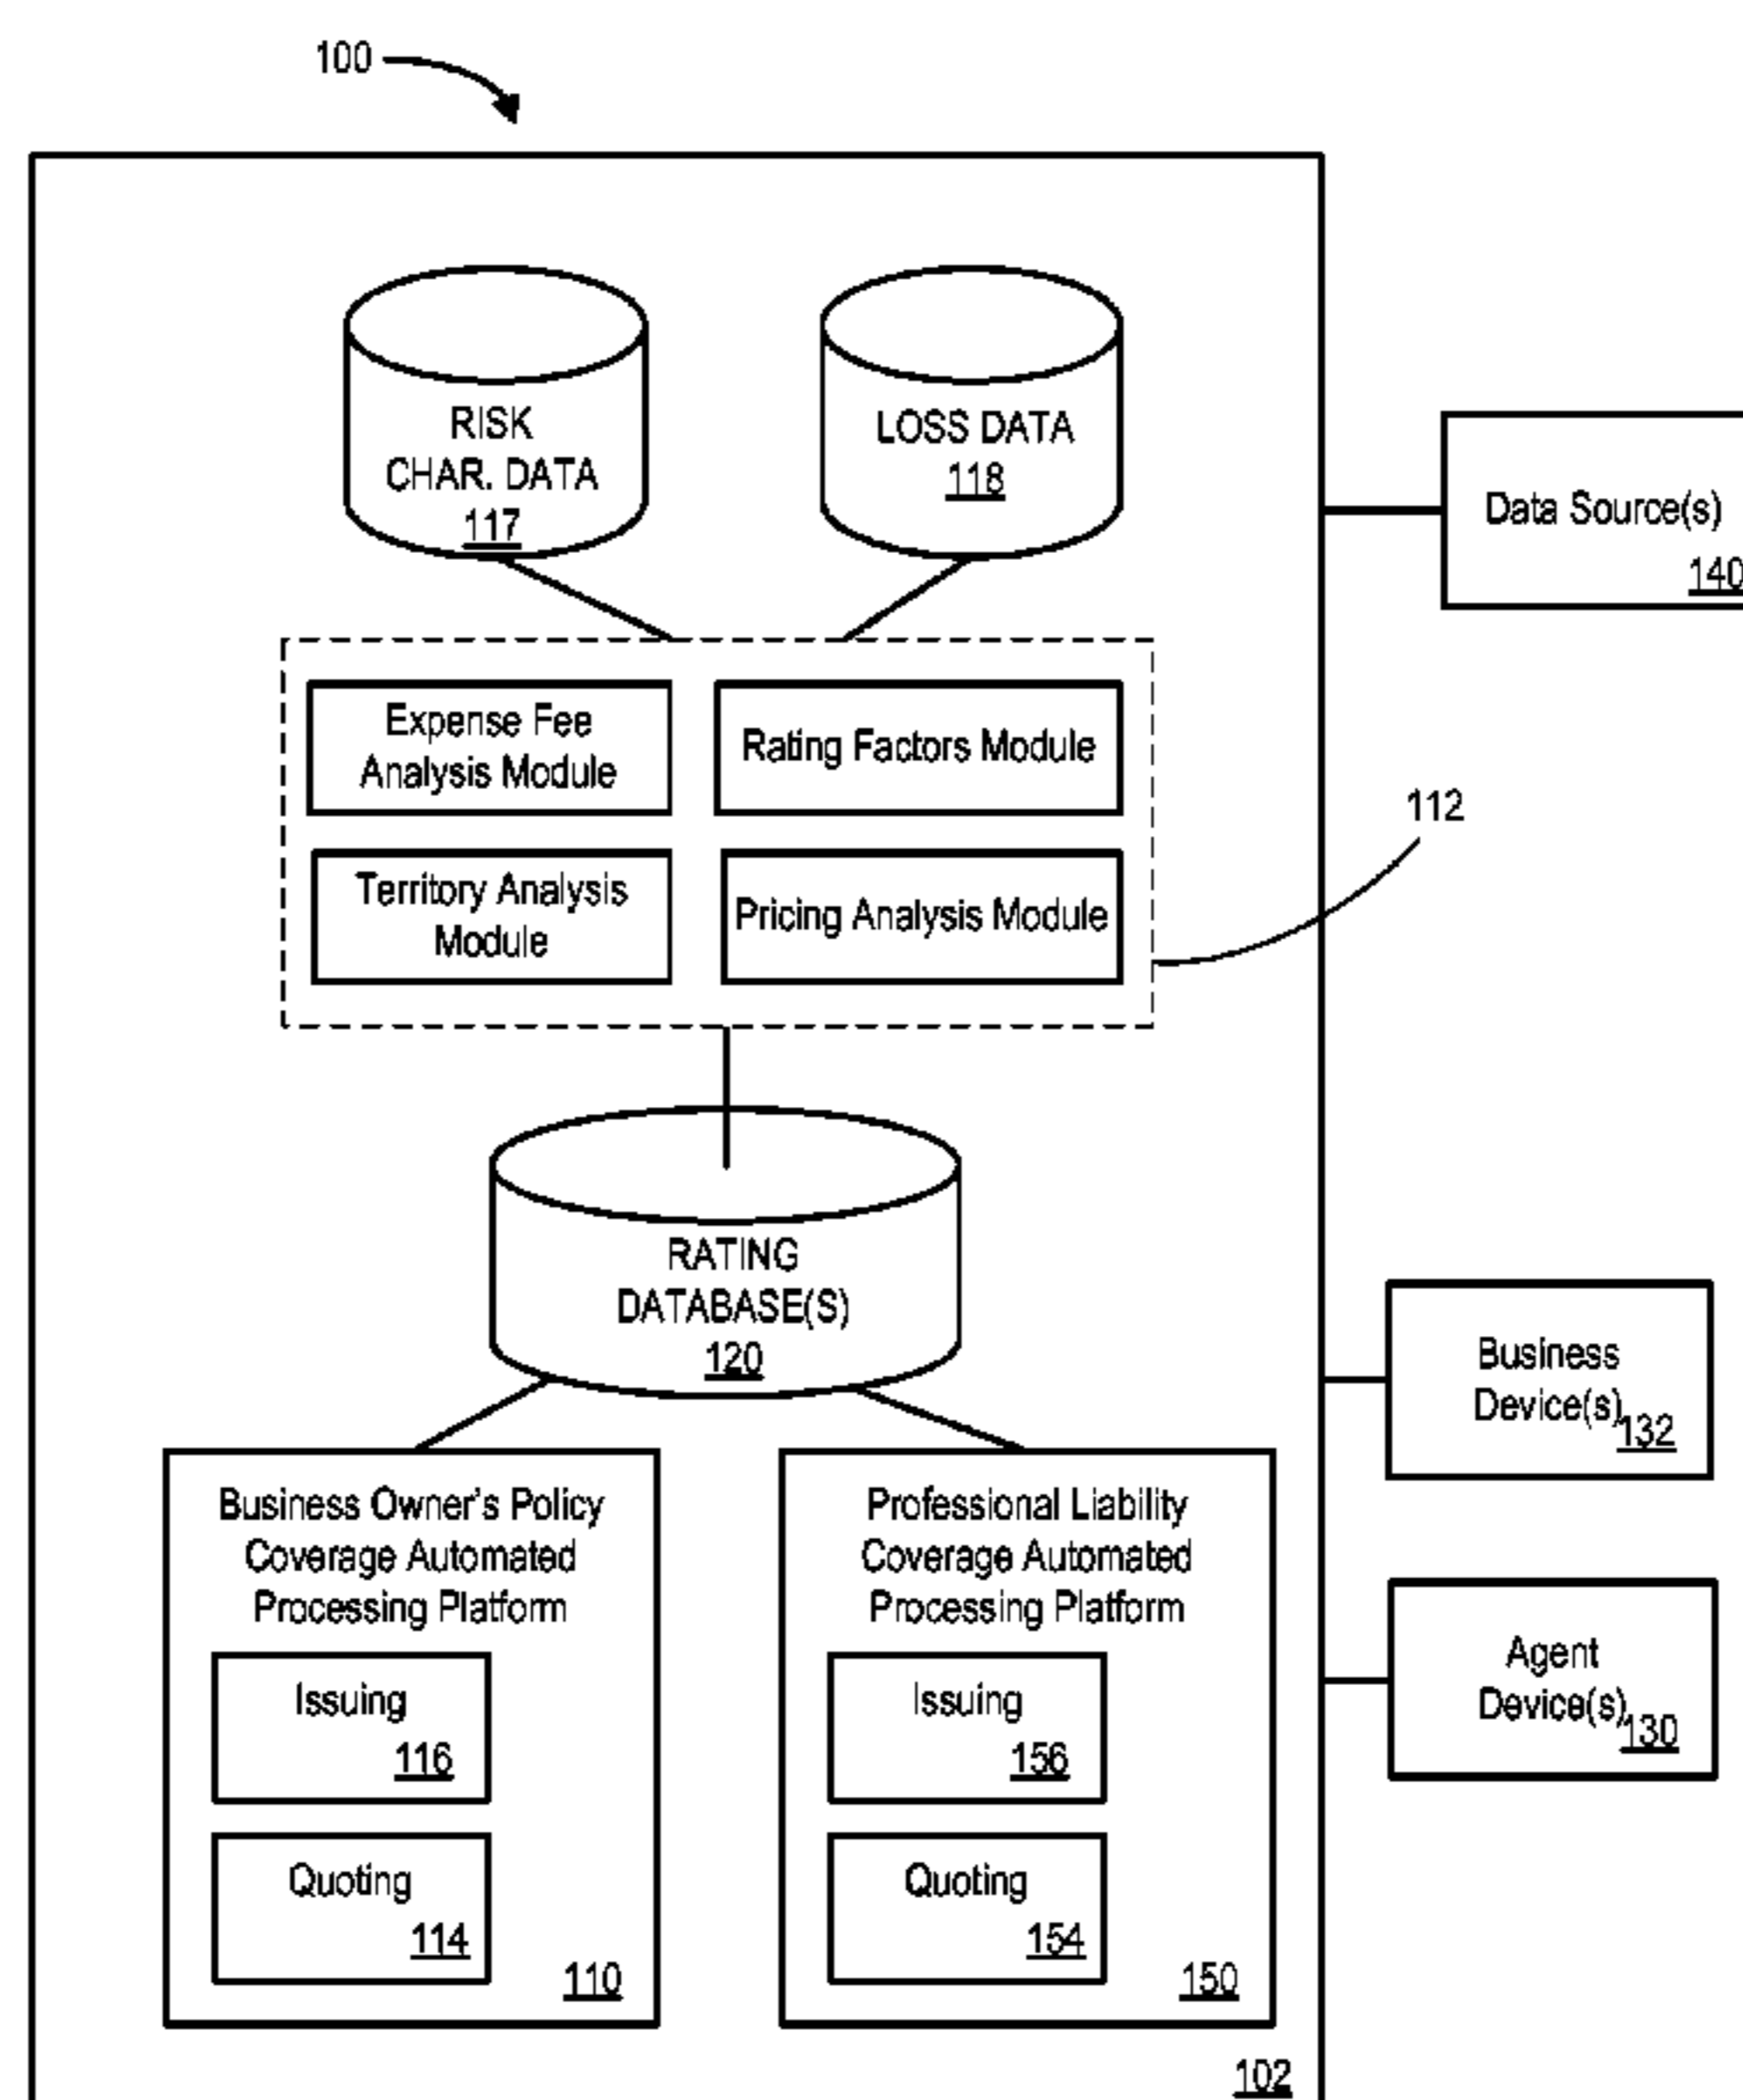 100
RISK
CHAR. DATA
117
LOSS DATA
118
Data Source(s)
140
Expense Fee
Analysis Module
Rating Factors Module
112
Territory Analysis
Module
Pricing Analysis Module
RATING
DATABASE(S)
120
Business
Device(s)
132
Business Owner's Policy
Coverage Automated
Processing Platform
Issuing
116
Quoting
114
110
Professional Liability
Coverage Automated
Processing Platform
Issuing
156
Quoting
154
150
Agent
Device(s)
130
102